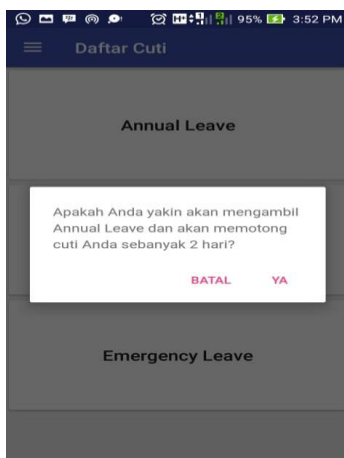 95% 3:52 PM
Daftar Cuti
Annual Leave
Apakah Anda yakin akan mengambil
Annual Leave dan akan memotong
cuti Anda sebanyak 2 hari?
BATAL YA
Emergency Leave